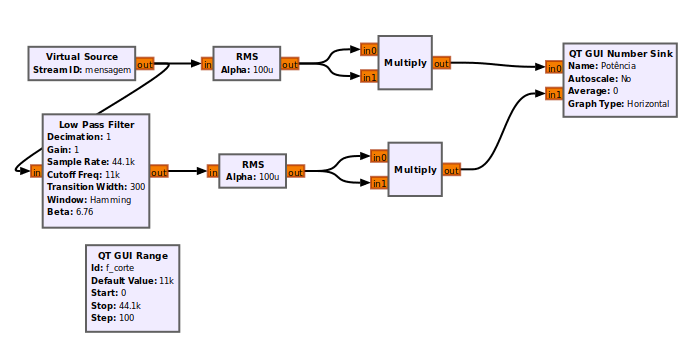 Virtual Source
Stream ID: mensagem
out
in
RMS
Alpha: 100u
out
in0
in1
Multiply
out
in0
in1
QT GUI Number Sink
Name: Potência
Autoscale: No
Average: 0
Graph Type: Horizontal
in
Low Pass Filter
Decimation: 1
Gain: 1
Sample Rate: 44.1k
Cutoff Freq: 11k
Transition Width: 300
Window: Hamming
Beta: 6.76
out
in
RMS
Alpha: 100u
out
in0
in1
Multiply
out
QT GUI Range
Id: f_corte
Default Value: 11k
Start: 0
Stop: 44.1k
Step: 100